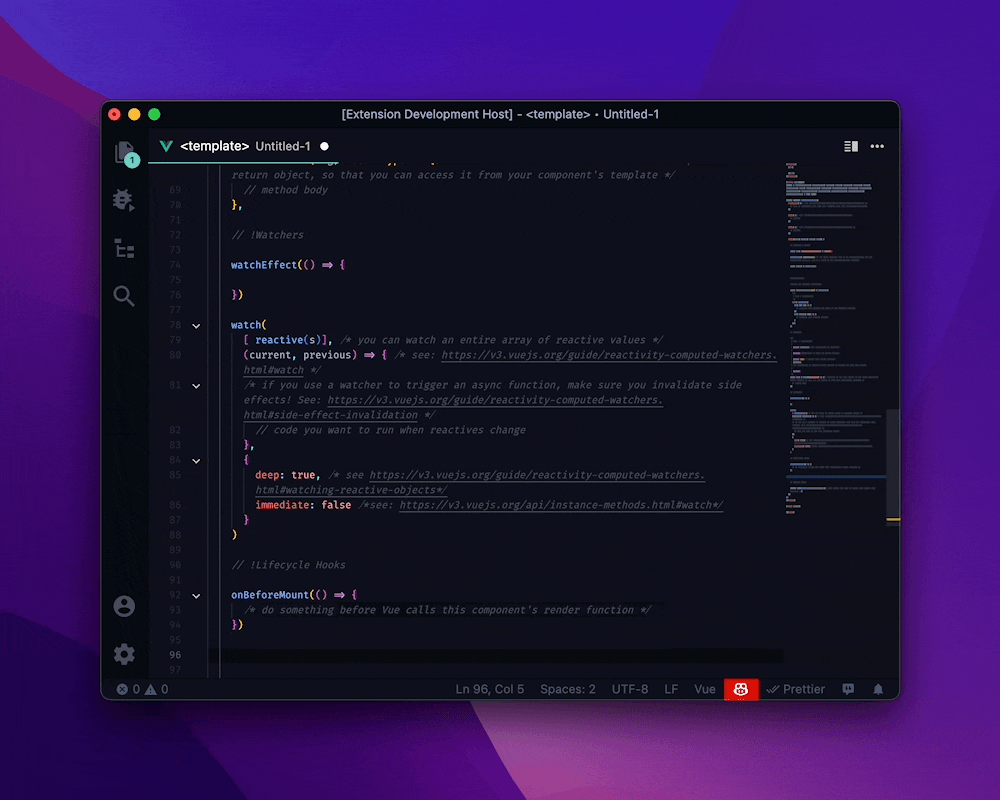 [Extension Development Host] - <template> • Untitled-1
1
<template> Untitled-1
return object, so that you can access it from your component's template */
69 // method body
70 },
71
72 // !Watchers
73
74 watchEffect(() => {
75
76 })
77
78 watch(
79 [ reactive(s)], /* you can watch an entire array of reactive values */
80 (current, previous) => { /* see: https://v3.vuejs.org/guide/reactivity-computed-watchers.
html#watch */
81 /* if you use a watcher to trigger an async function, make sure you invalidate side
effects! See: https://v3.vuejs.org/guide/reactivity-computed-watchers.
html#side-effect-invalidation */
82 // code you want to run when reactives change
83 },
84 {
85 deep: true, /* see https://v3.vuejs.org/guide/reactivity-computed-watchers.
html#watching-reactive-objects*/
86 immediate: false /*see: https://v3.vuejs.org/api/instance-methods.html#watch*/
87 }
88 )
89
90 // !Lifecycle Hooks
91
92 onBeforeMount(() => {
93 /* do something before Vue calls this component's render function */
94 })
95
96
97
0 0 Ln 96, Col 5 Spaces: 2 UTF-8 LF Vue Prettier